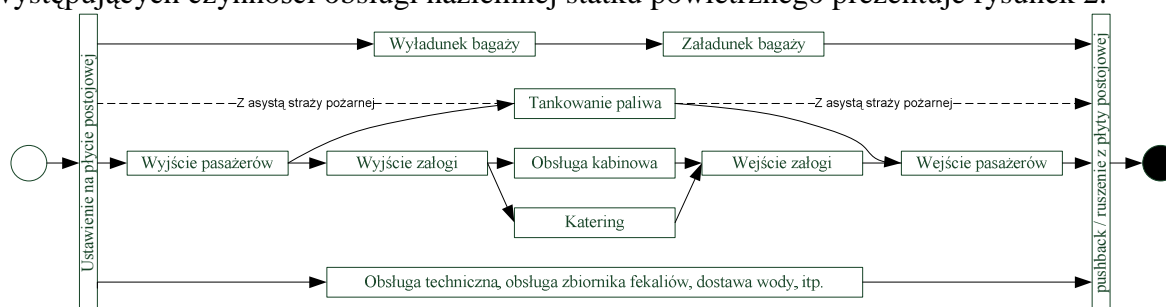 występujących czynności obsługi naziemnej statku powietrznego prezentuje rysunek 2.
Ustawienie na płycie postojowej
Wyładunek bagaży
Załadunek bagaży
Z asystą straży pożarnej
Tankowanie paliwa
Z asystą straży pożarnej
Wyjście pasażerów
Wyjście załogi
Obsługa kabinowa
Wejście załogi
Wejście pasażerów
Katering
Obsługa techniczna, obsługa zbiornika fekaliów, dostawa wody, itp.
pushback / ruszenie z płyty postojowej